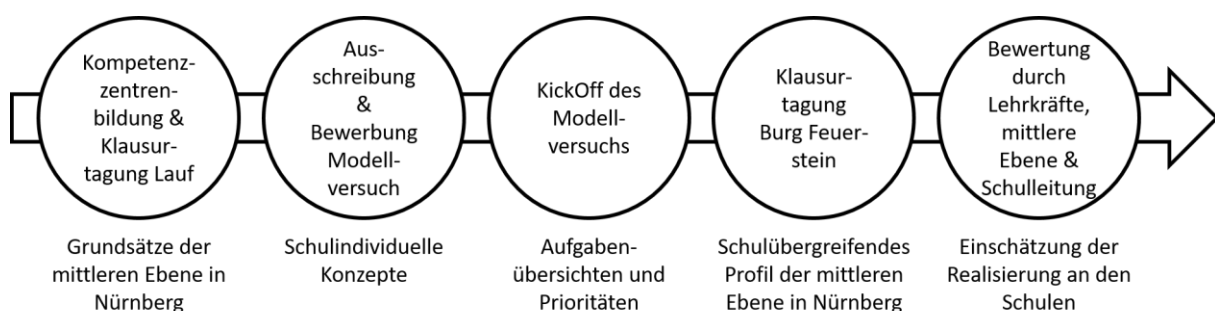 Kompetenz-
zentren-
bildung &
Klausur-
tagung Lauf
Aus-
schreibung
&
Bewerbung
Modell-
versuch
KickOff des
Modell-
versuchs
Klausur-
tagung
Burg Feuer-
stein
Bewertung
durch
Lehrkräfte,
mittlere
Ebene &
Schulleitung
Grundsätze der
mittleren Ebene in
Nürnberg
Schulindividuelle
Konzepte
Aufgaben-
übersichten und
Prioritäten
Schulübergreifendes
Profil der mittleren
Ebene in Nürnberg
Einschätzung der
Realisierung an den
Schulen